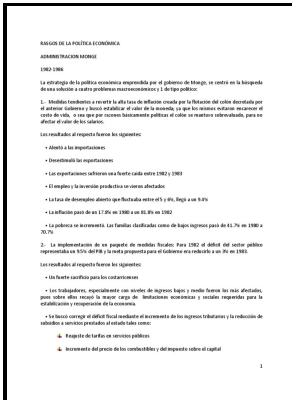 RASGOS DE LA POLÍTICA ECONÓMICA
ADMINISTRACION MONGE
1982-1986
La estrategia de la política económica emprendida por el gobierno de Monge, se centró en la búsqueda
de una solución a cuatro problemas macroeconómicos y 1 de tipo político:
1.- Medidas tendientes a revertir la alta tasa de inflación creada por la flotación del colón decretada por
el anterior Gobierno y buscó estabilizar el valor de la moneda; ya que los mismos evitaron encarecer el
costo de vida, o sea que por razones básicamente políticas el colón se mantuvo sobrevaluado, para no
afectar el valor de los salarios.
Los resultados al respecto fueron los siguientes:
• Alentó a las importaciones
• Desestimuló las exportaciones
• Las exportaciones sufrieron una fuerte caída entre 1982 y 1983
• El empleo y la inversión productiva se vieron afectados
• La tasa de desempleo abierto que fluctuaba entre el 5 y 6%, llegó a un 9.4%
• La inflación pasó de un 17.8% en 1980 a un 81.8% en 1982
• La pobreza se incrementó. Las familias clasificadas como de bajos ingresos pasó de 41.7% en 1980 a
70.7%
2.- La implementación de un paquete de medidas fiscales: Para 1982 el déficit del sector público
representaba un 9.5% del PIB y la meta propuesta para el Gobierno era reducirlo a un 3% en 1983.
Los resultados al respecto fueron los siguientes:
• Un fuerte sacrificio para los costarricenses
• Los trabajadores, especialmente con niveles de ingresos bajos y medio fueron los más afectados,
pues sobre ellos recayó la mayor carga de limitaciones económicas y sociales requeridas para la
estabilización y recuperación de la economía.
• Se buscó corregir el déficit fiscal mediante el incremento de los ingresos tributarios y la reducción de
subsidios a servicios prestados al estado tales como:
Reajuste de tarifas en servicios públicos
Incremento del precio de los combustibles y del impuesto sobre el capital
1